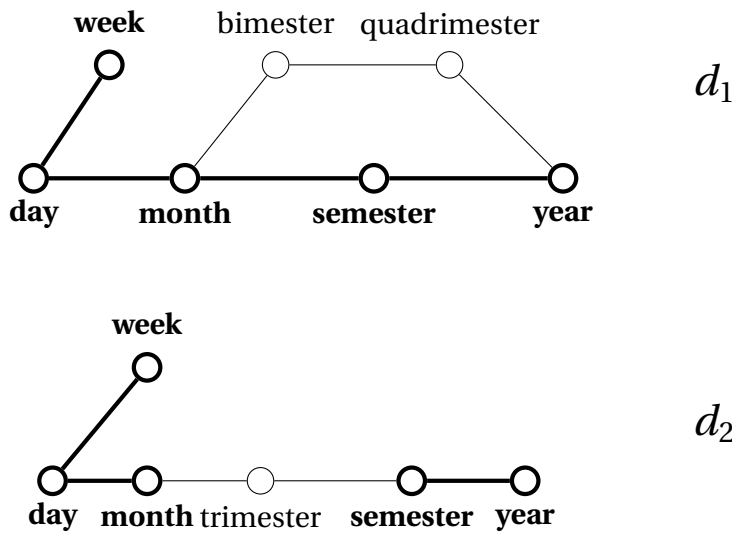 week bimester quadrimester
d1
day month semester year
week
d2
day month trimester semester year